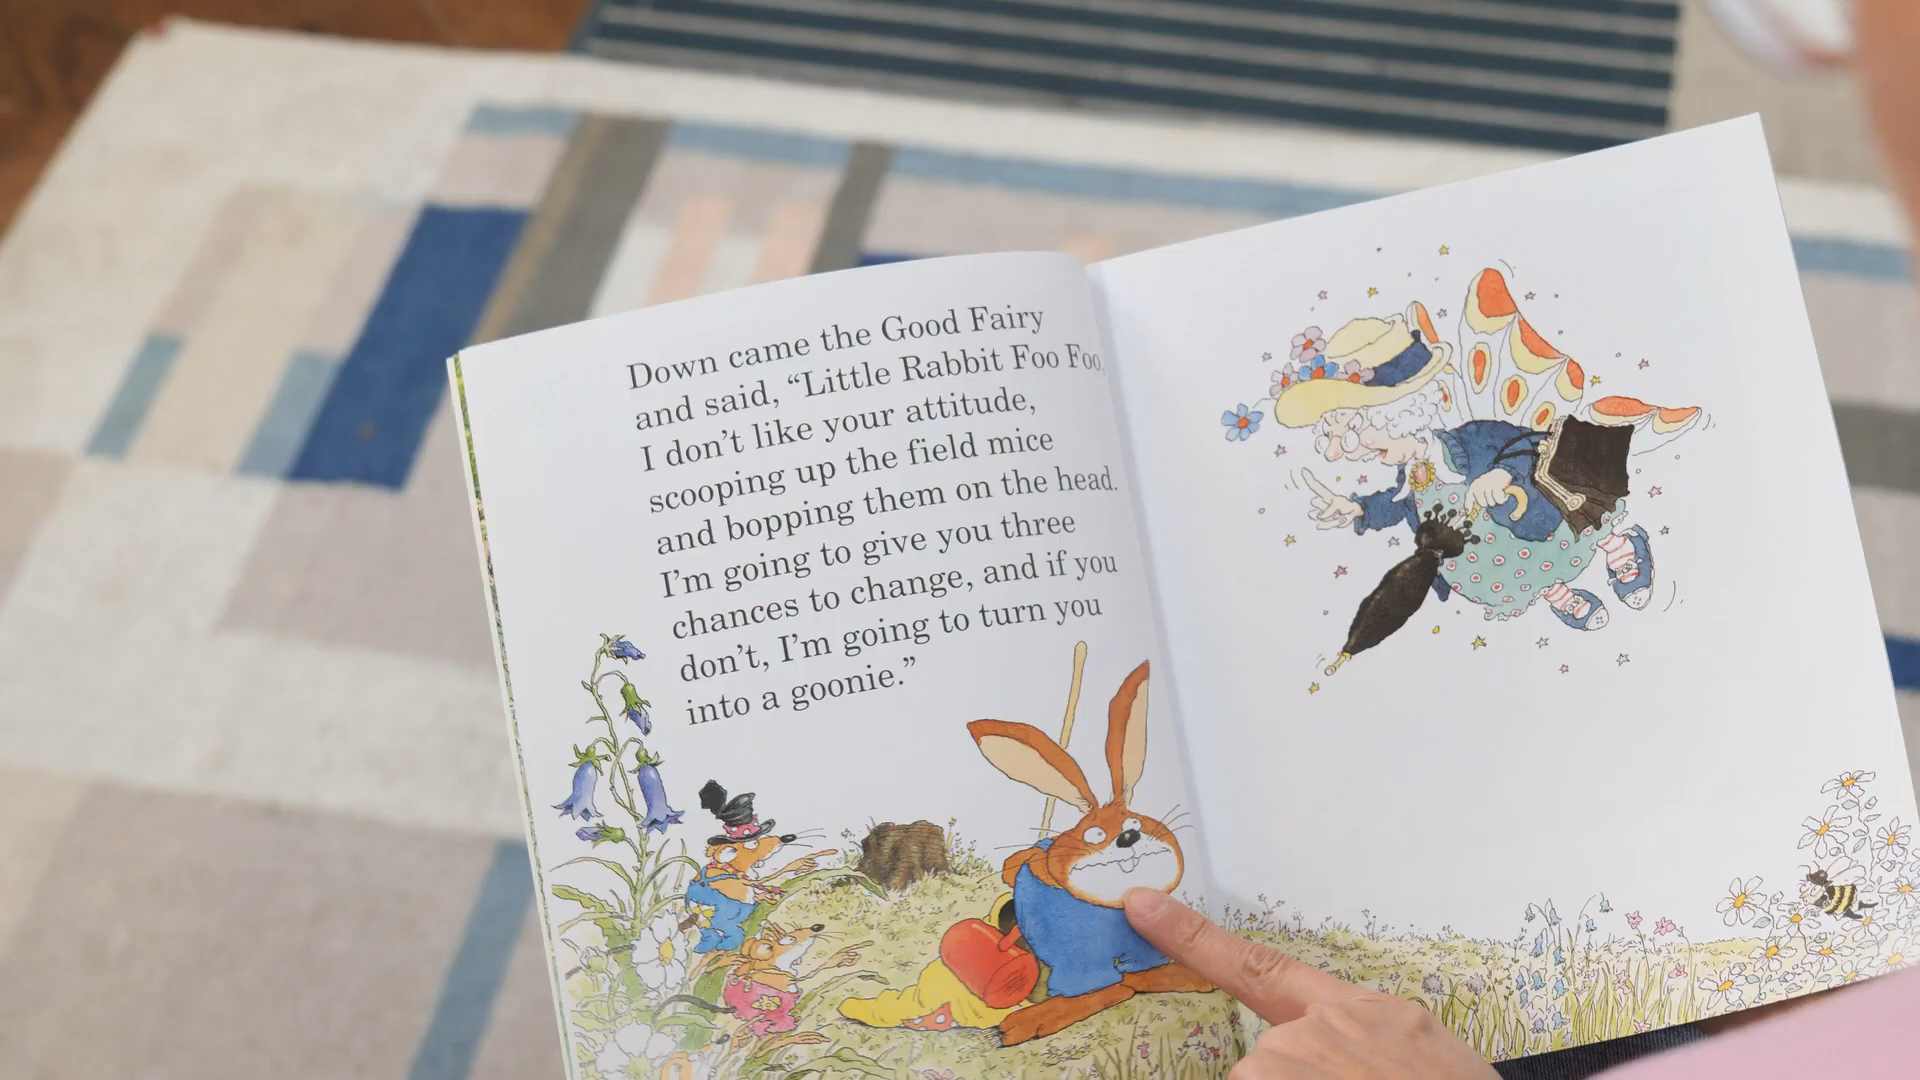 Down came the Good Fairy
and said, “Little Rabbit Foo Foo,
I don’t like your attitude,
scooping up the field mice
and bopping them on the head.
I’m going to give you three
chances to change, and if you
don’t, I’m going to turn you
into a goonie.”